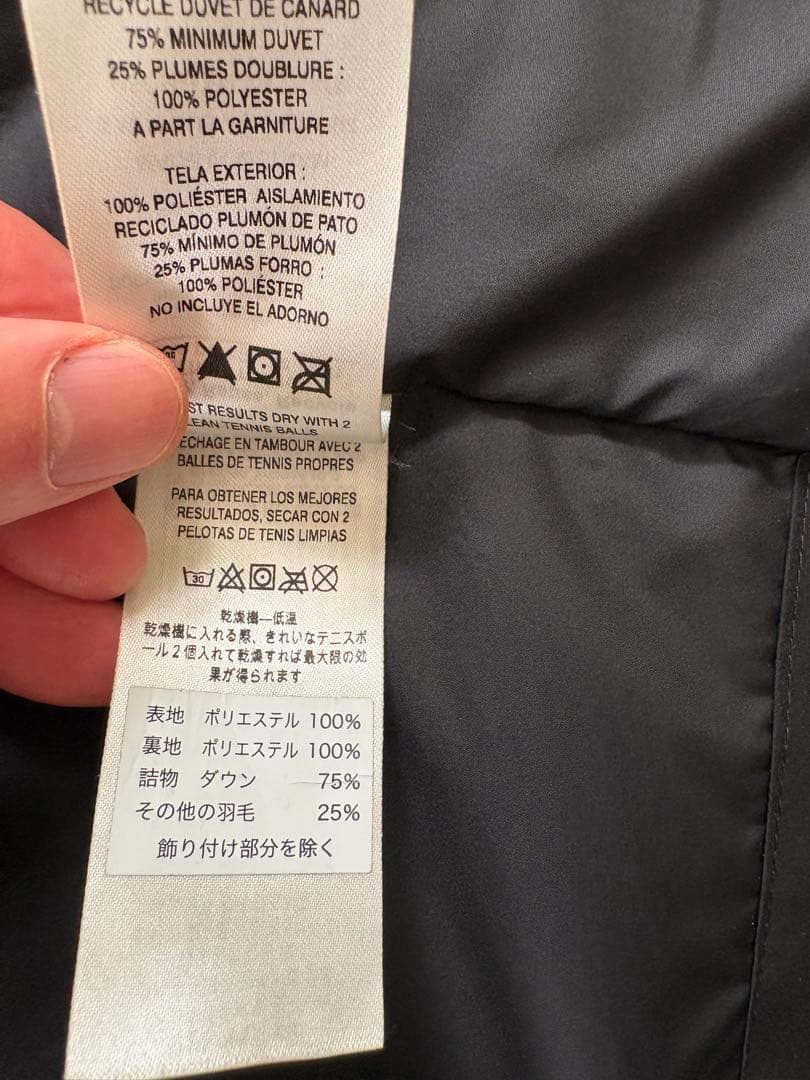 RECYCLE DUVET DE CANARD
75% MINIMUM DUVET
25% PLUMES DOUBLURE :
100% POLYESTER
A PART LA GARNITURE
TELA EXTERIOR :
100% POLIÉSTER AISLAMIENTO
RECICLADO PLUMÓN DE PATO
75% MÍNIMO DE PLUMÓN
25% PLUMAS FORRO :
100% POLIÉSTER
NO INCLUYE EL ADORNO
RESULTS DRY WITH 2
TENNIS BALLS
EN TAMBOUR AVEC 2
BALLES DE TENNIS PROPRES
PARA OBTENER LOS MEJORES
RESULTADOS, SECAR CON 2
PELOTAS DE TENIS LIMPIAS
30
乾燥機—低温
乾燥機に入れる際、きれいなテニスボ
ール2個入れて乾燥すれば最大限の効
果が得られます
表地 ポリエステル 100%
裏地 ポリエステル 100%
詰物 ダウン 75%
その他の羽毛 25%
飾り付け部分を除く